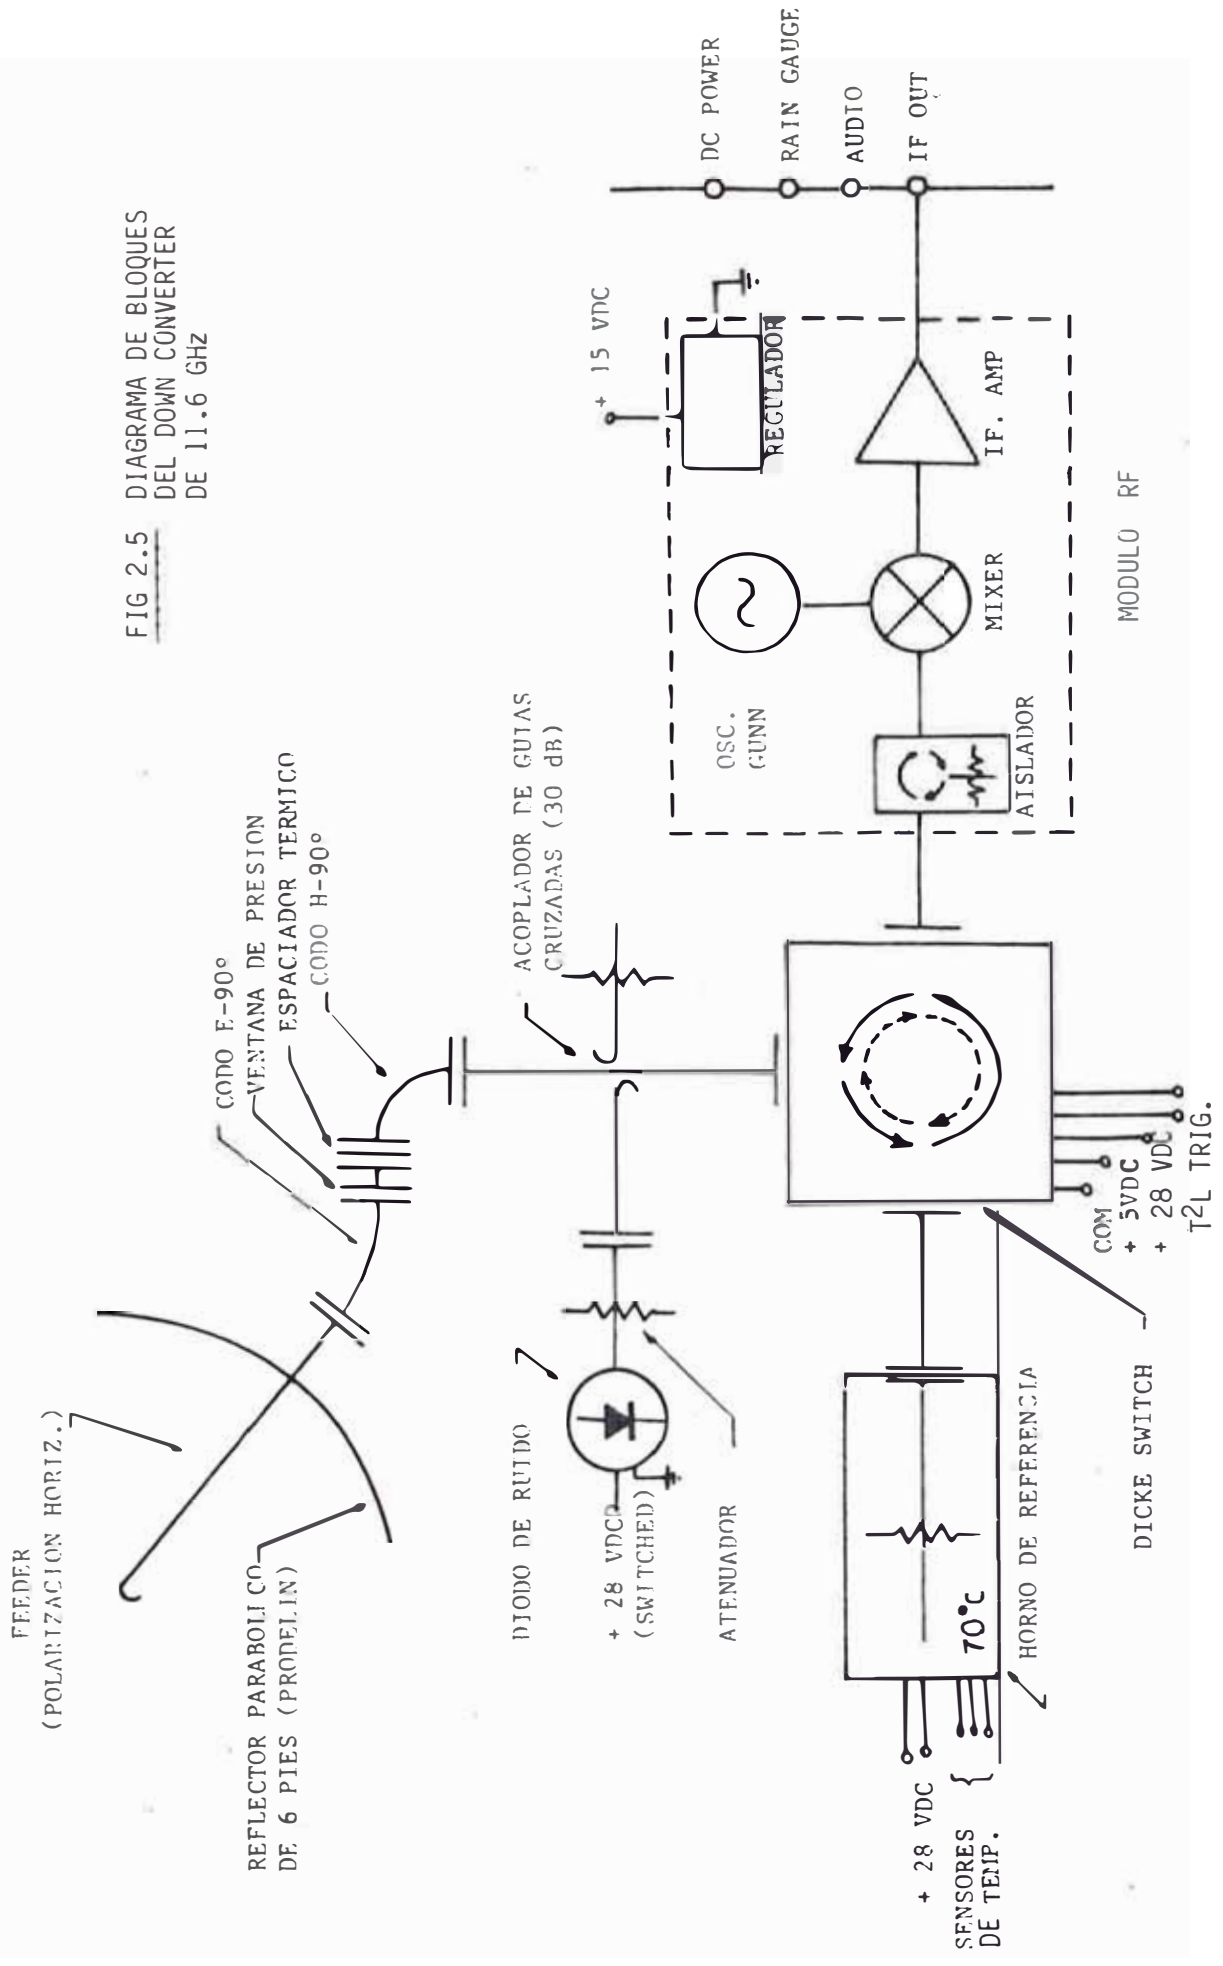 FIG 2.5 DIAGRAMA DE BLOQUES
DEL DOWN CONVERTER
DE 11.6 GHz
FEEDER
(POLARIZACION HORIZ.)
REFLECTOR PARABOLICO
DE 6 PIES (PRODELIN)
CODO E-90°
VENTANA DE PRESION
ESPACIADOR TERMICO
CODO H-90°
ACOPLADOR DE GUIAS
CRUZADAS (30 dB)
DIODO DE RUIDO
+ 28 VDC
(SWITCHED)
ATENUADOR
+ 15 VDC
REGULADOR
OSC.
GUNN
MIXER
IF. AMP
AISLADOR
MODULO RF
DC POWER
RAIN GAUGE
AUDIO
IF OUT
+ 28 VDC
SENSORES
DE TEMP.
70°C
HORNO DE REFERENCIA
DICKE SWITCH
COM
+ 5VDC
+ 28 VDC
T²L TRIG.